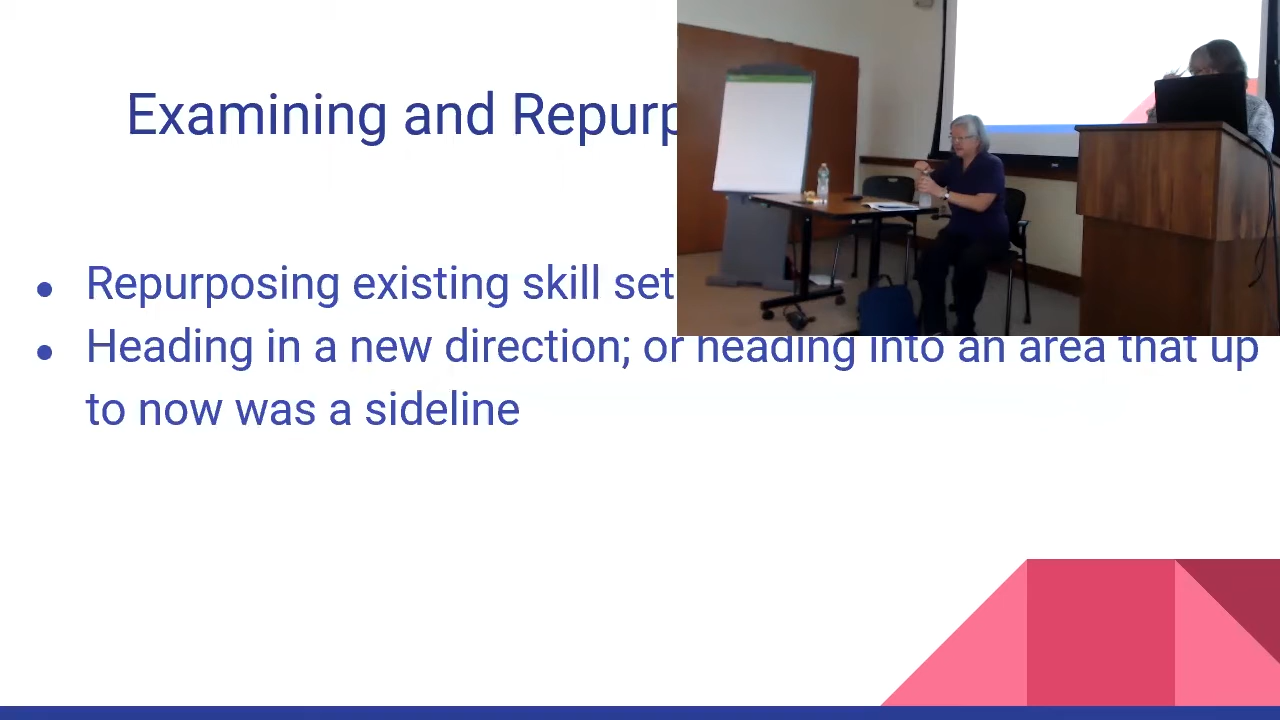 Examining and Repurp
Repurposing existing skill set
Heading in a new direction; or heading into an area that up
to now was a sideline